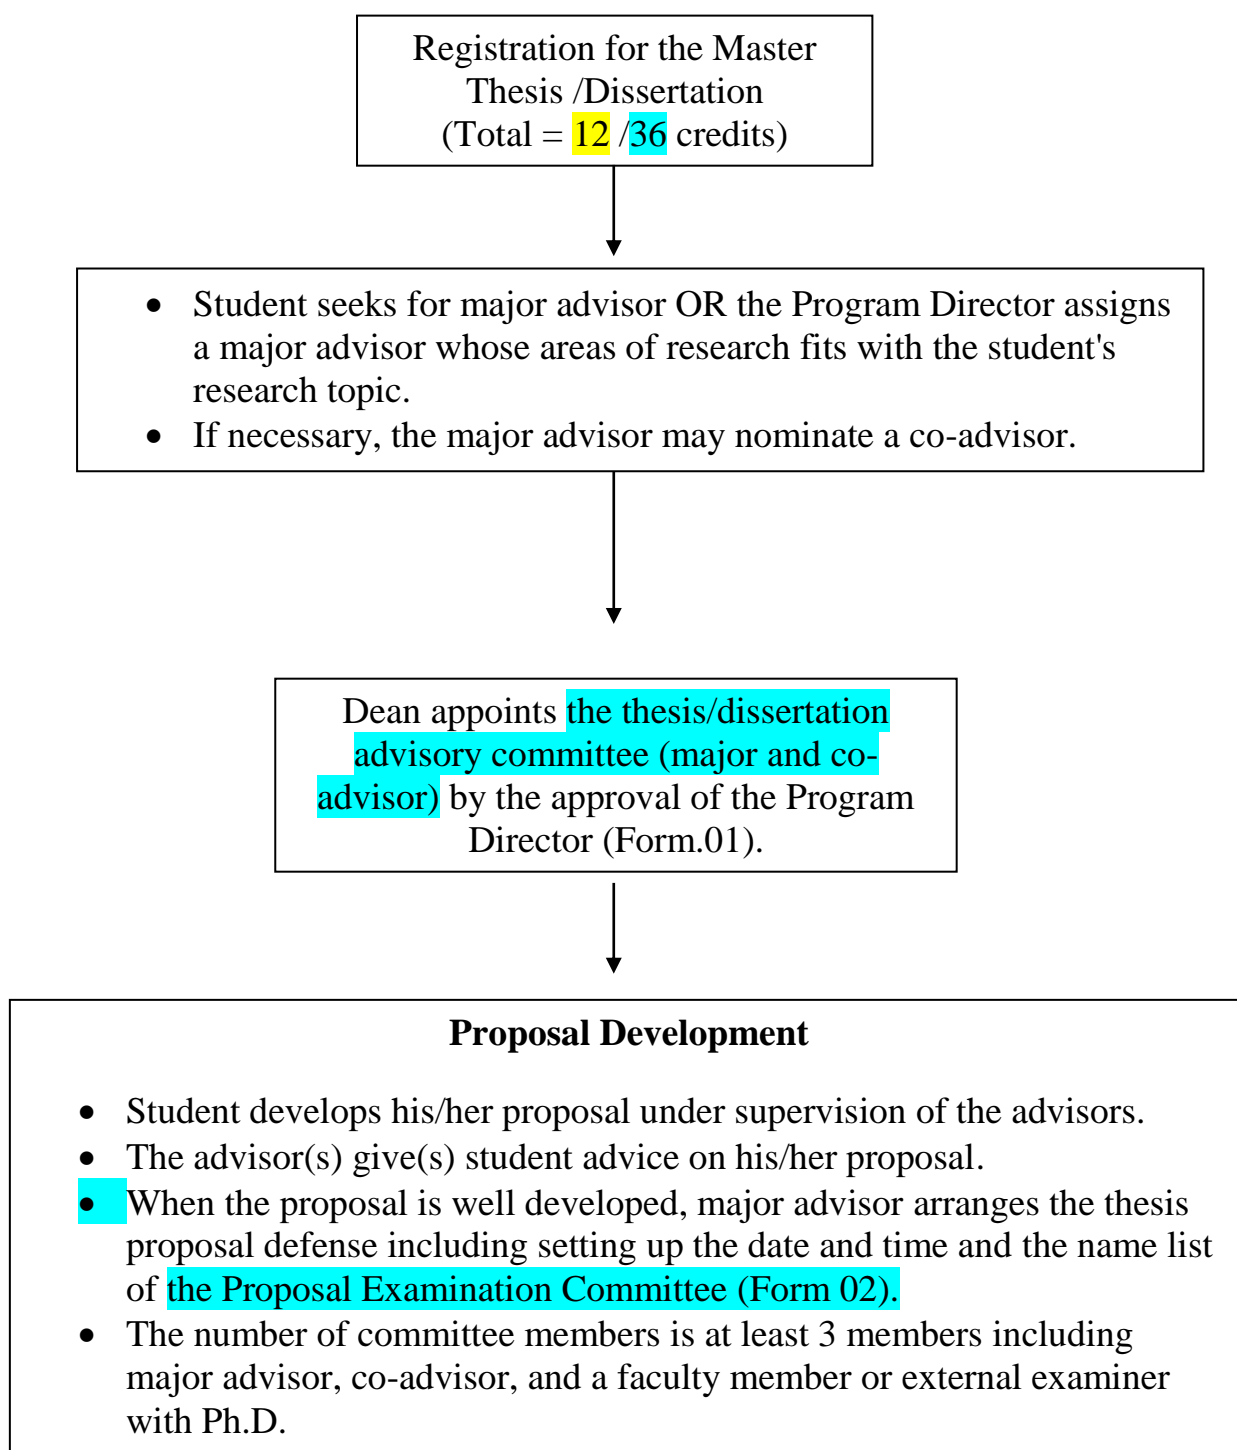 Registration for the Master
Thesis /Dissertation
(Total = 12 /36 credits)
• Student seeks for major advisor OR the Program Director assigns
a major advisor whose areas of research fits with the student's
research topic.
• If necessary, the major advisor may nominate a co-advisor.
Dean appoints the thesis/dissertation
advisory committee (major and co-
advisor) by the approval of the Program
Director (Form.01).
Proposal Development
• Student develops his/her proposal under supervision of the advisors.
• The advisor(s) give(s) student advice on his/her proposal.
• When the proposal is well developed, major advisor arranges the thesis
proposal defense including setting up the date and time and the name list
of the Proposal Examination Committee (Form 02).
• The number of committee members is at least 3 members including
major advisor, co-advisor, and a faculty member or external examiner
with Ph.D.